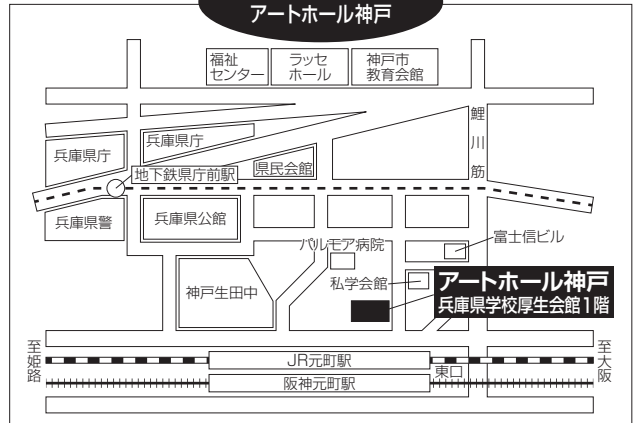 アートホール神戸
福祉
センター
ラッセ
ホール
神戸市
教育会館
鯉川筋
兵庫県庁
兵庫県庁
県民会館
地下鉄県庁前駅
兵庫県警
兵庫県公館
パルモア病院
富士信ビル
神戸生田中
私学会館
アートホール神戸
兵庫県学校厚生会館1階
至姫路
JR元町駅
東口
至大阪
阪神元町駅